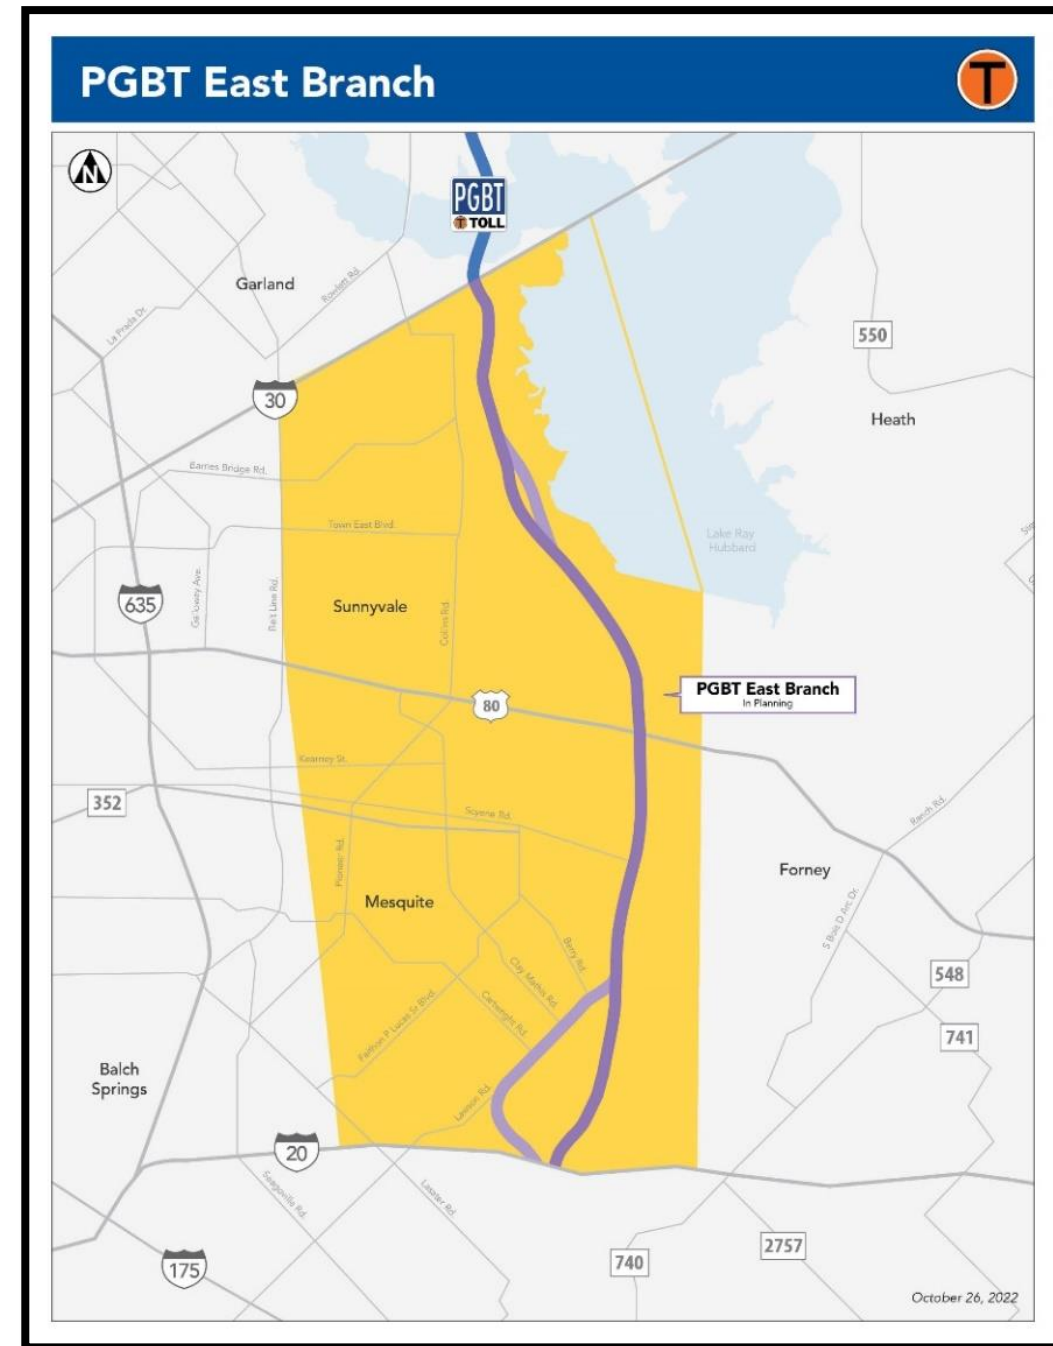 PGBT East Branch
T
N
PGBT
T TOLL
Garland
Rowlett Rd.
La Prada Dr.
550
30
Heath
Barnes Bridge Rd.
Town East Blvd.
Lake Ray
Hubbard
635
Galloway Ave.
Belt Line Rd.
Sunnyvale
Collins Rd.
PGBT East Branch
In Planning
80
Kearney St.
352
Scyene Rd.
Ranch Rd.
Pioneer Rd.
Forney
Mesquite
S Bois D Arc Dr.
Berry Rd.
Clay Mathis Rd.
548
Cartwright Rd.
741
Faithon P Lucas Sr Blvd.
Balch
Springs
Lawson Rd.
20
Seagoville Rd.
Lasater Rd.
2757
740
175
October 26, 2022